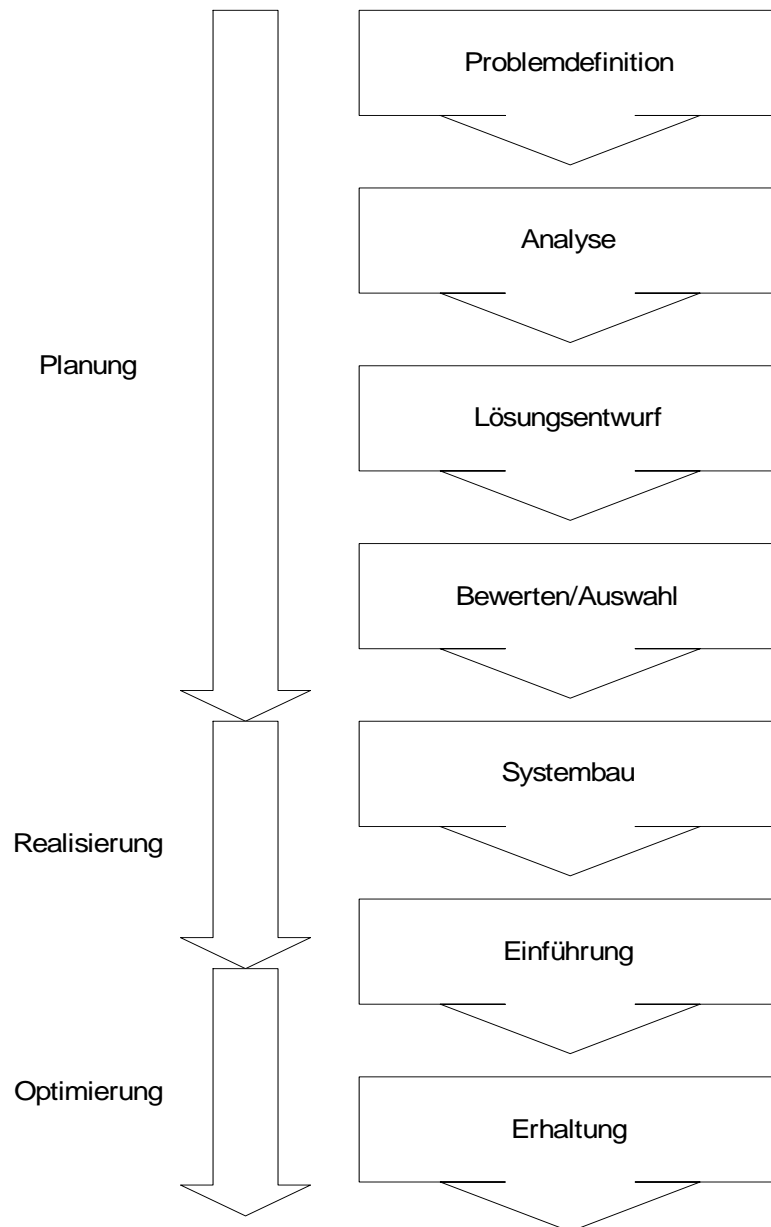 Problemdefinition
Analyse
Planung
Lösungsentwurf
Bewerten/Auswahl
Systembau
Realisierung
Einführung
Optimierung
Erhaltung